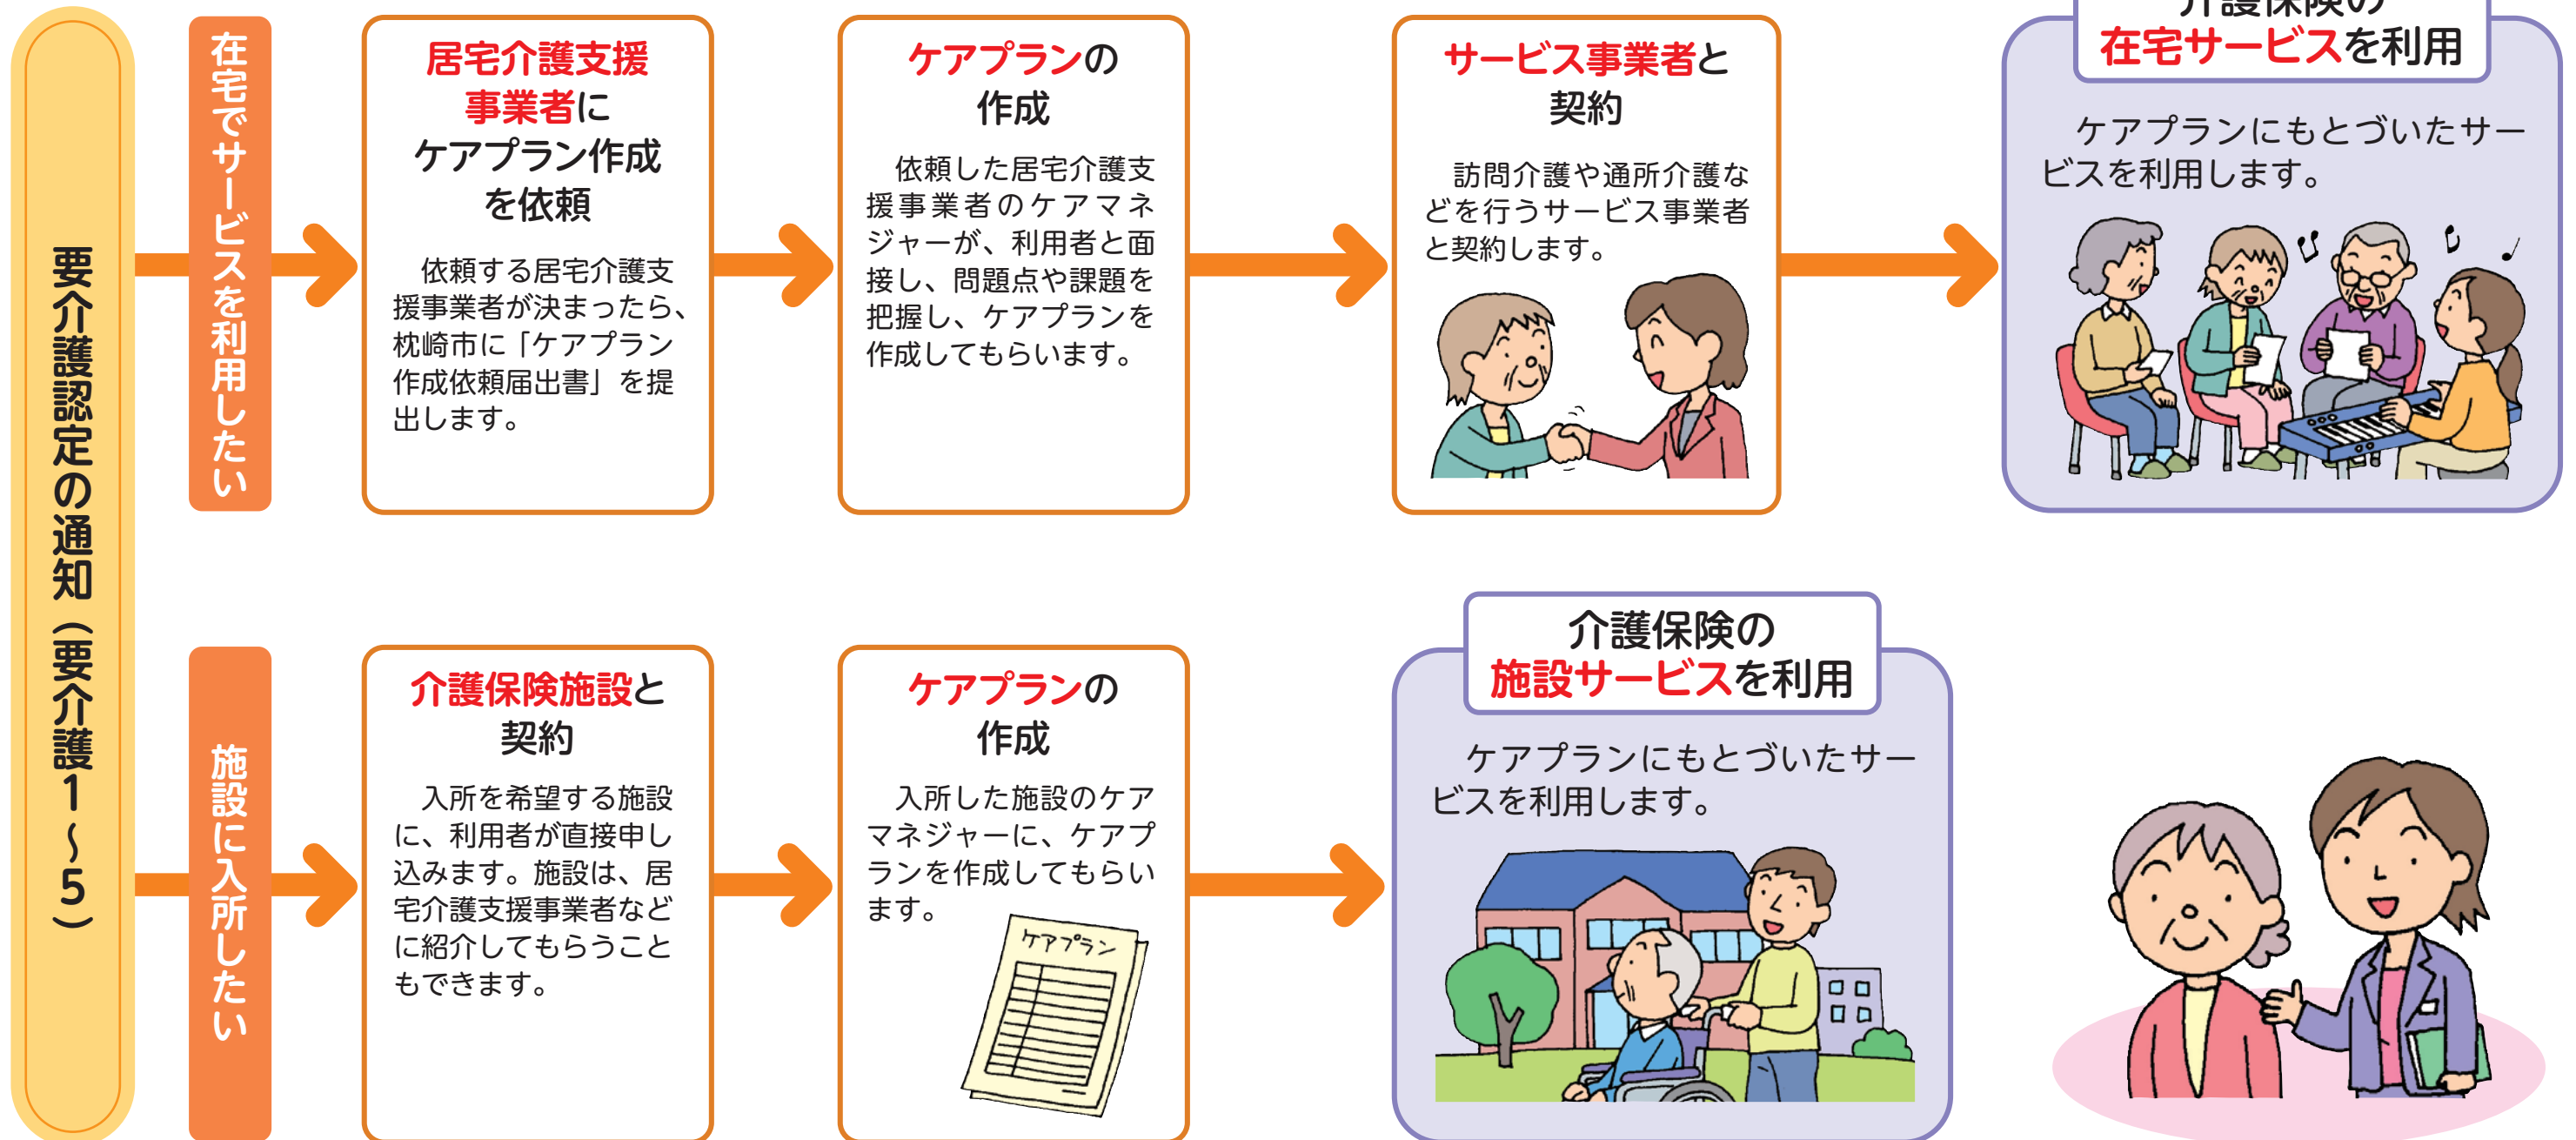 要介護認定の通知（要介護1～5）
在宅でサービスを利用したい
居宅介護支援
事業者に
ケアプラン作成
を依頼
依頼する居宅介護支
援事業者が決まったら、
枕崎市に「ケアプラン
作成依頼届出書」を提
出します。
ケアプランの
作成
依頼した居宅介護支
援事業者のケアマネ
ジャーが、利用者と面
接し、問題点や課題を
把握し、ケアプランを
作成してもらいます。
サービス事業者と
契約
訪問介護や通所介護な
どを行うサービス事業者
と契約します。
介護保険の
在宅サービスを利用
ケアプランにもとづいたサー
ビスを利用します。
施設に入所したい
介護保険施設と
契約
入所を希望する施設
に、利用者が直接申し
込みます。施設は、居
宅介護支援事業者など
に紹介してもらうこと
もできます。
ケアプランの
作成
入所した施設のケア
マネジャーに、ケアプ
ランを作成してもらい
ます。
ケアプラン
介護保険の
施設サービスを利用
ケアプランにもとづいたサー
ビスを利用します。